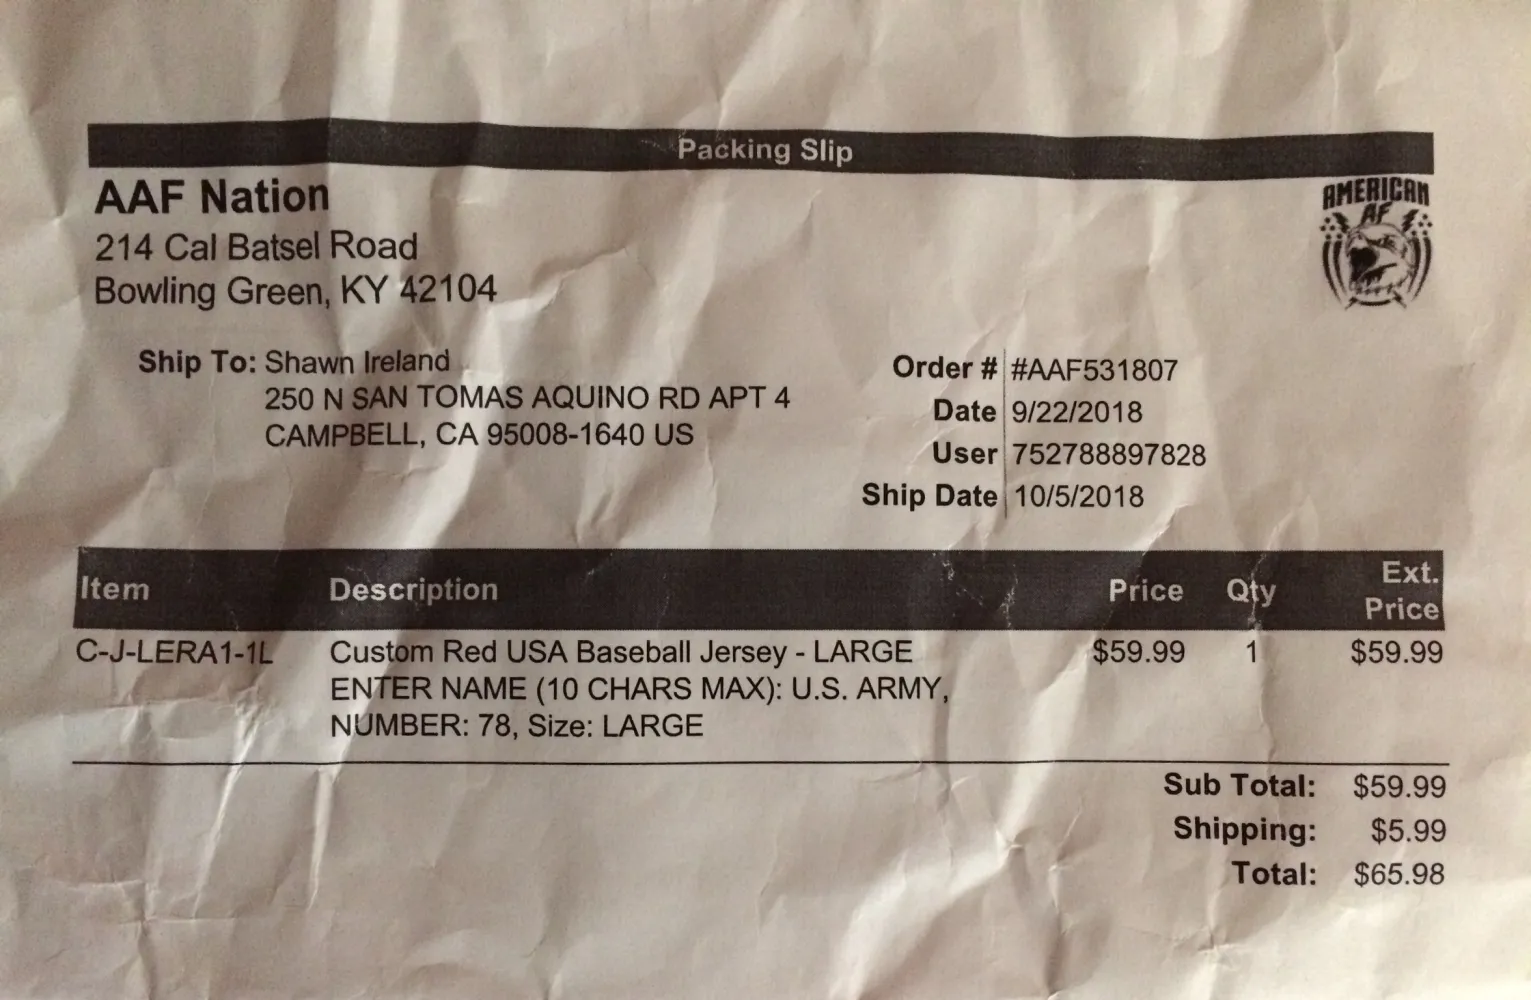 Packing Slip
AAF Nation
214 Cal Batsel Road
Bowling Green, KY 42104
AMERICAN
AF
Ship To: Shawn Ireland
250 N SAN TOMAS AQUINO RD APT 4
CAMPBELL, CA 95008-1640 US
Order # #AAF531807
Date 9/22/2018
User 752788897828
Ship Date 10/5/2018
Item Description Price Qty Ext. Price
C-J-LERA1-1L Custom Red USA Baseball Jersey - LARGE $59.99 1 $59.99
ENTER NAME (10 CHARS MAX): U.S. ARMY,
NUMBER: 78, Size: LARGE
Sub Total: $59.99
Shipping: $5.99
Total: $65.98